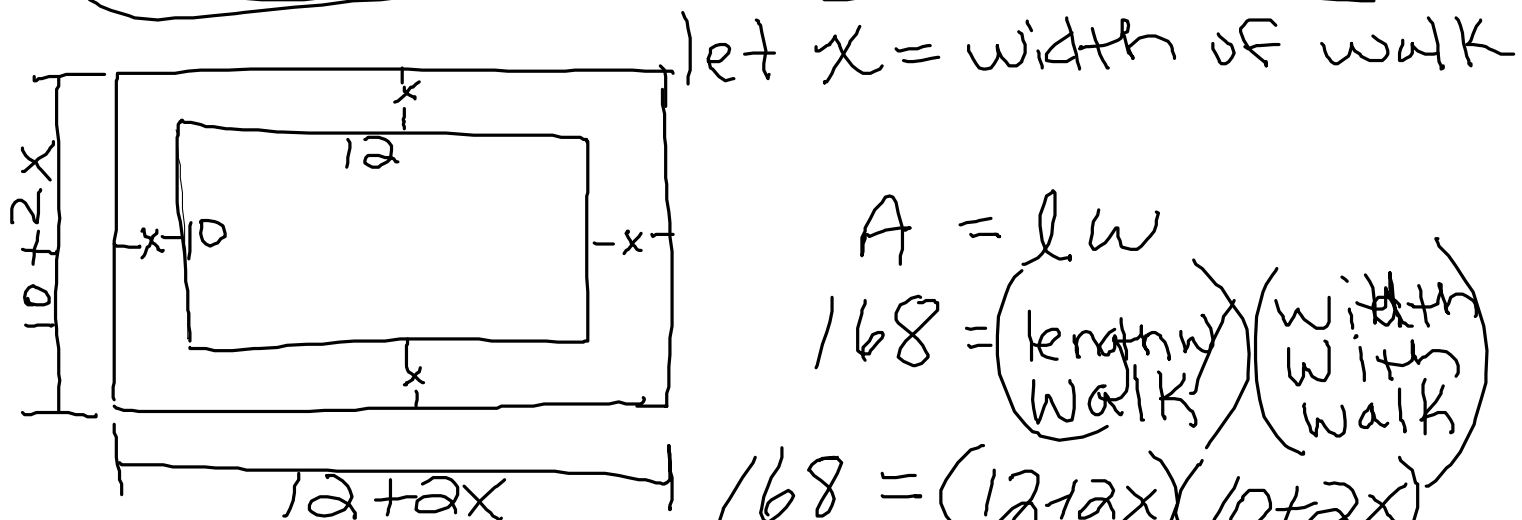 let x = width of walk
x
12
10+2x
x
10
x
x
12+2x
A = lw
168 = (length w/ walk) (width with walk)
168 = (12+2x)(10+2x)